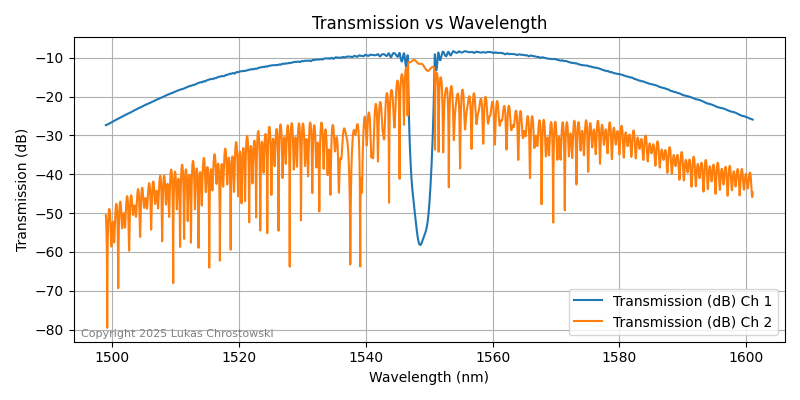 Transmission vs Wavelength
Transmission (dB)
−10
−20
−30
−40
−50
−60
−70
−80
Copyright 2025 Lukas Chrostowski
Transmission (dB) Ch 1
Transmission (dB) Ch 2
1500 1520 1540 1560 1580 1600
Wavelength (nm)